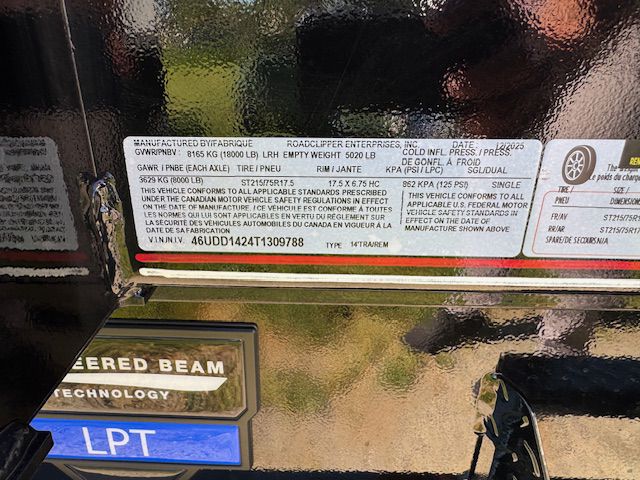 MANUFACTURED BY/FABRIQUE ROADCLIPPER ENTERPRISES, INC. DATE : 12/2025
GVWR/PNBV : 8165 KG (18000 LB) LRH EMPTY WEIGHT 5020 LB COLD INFL. PRESS./ PRESS.
DE GONFL. À FROID
GAWR / PNBE (EACH AXLE) TIRE / PNEU RIM / JANTE KPA (PSI / LPC) SGL/DUAL
3629 KG (8000 LB) ST215/75R17.5 17.5 X 6.75 HC 862 KPA (125 PSI) SINGLE
THIS VEHICLE CONFORMS TO ALL APPLICABLE STANDARDS PRESCRIBED
UNDER THE CANADIAN MOTOR VEHICLE SAFETY REGULATIONS IN EFFECT
ON THE DATE OF MANUFACTURE. / CE VÉHICULE EST CONFORME À TOUTES
LES NORMES QUI LUI SONT APPLICABLES EN VERTU DU RÈGLEMENT SUR
LA SÉCURITÉ DES VÉHICULES AUTOMOBILES DU CANADA EN VIGUEUR À LA
DATE DE SA FABRICATION.
THIS VEHICLE CONFORMS TO ALL
APPLICABLE U.S. FEDERAL MOTOR
VEHICLE SAFETY STANDARDS IN
EFFECT ON THE DATE OF
MANUFACTURE SHOWN ABOVE
V.I.N./N.I.V. 46UDD1424T1309788 TYPE 14'TRA/REM
Le poids du
TIRE SIZE /
PNEU DIMENSION
FR/AV ST215/75R
RR/AR ST215/75R17
SPARE/DE SECOURS N/A
EERED BEAM
TECHNOLOGY
LPT